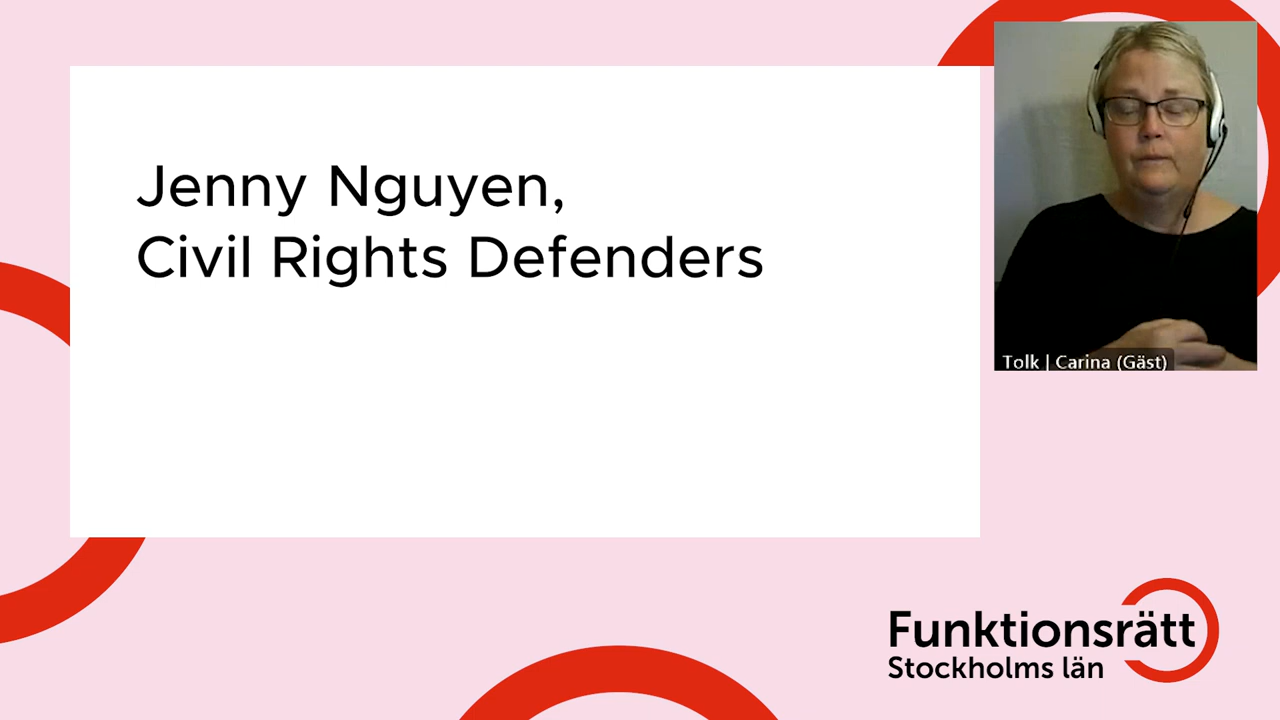 Jenny Nguyen,
Civil Rights Defenders
Tolk | Carina (Gäst)
Funktionsrätt
Stockholms län